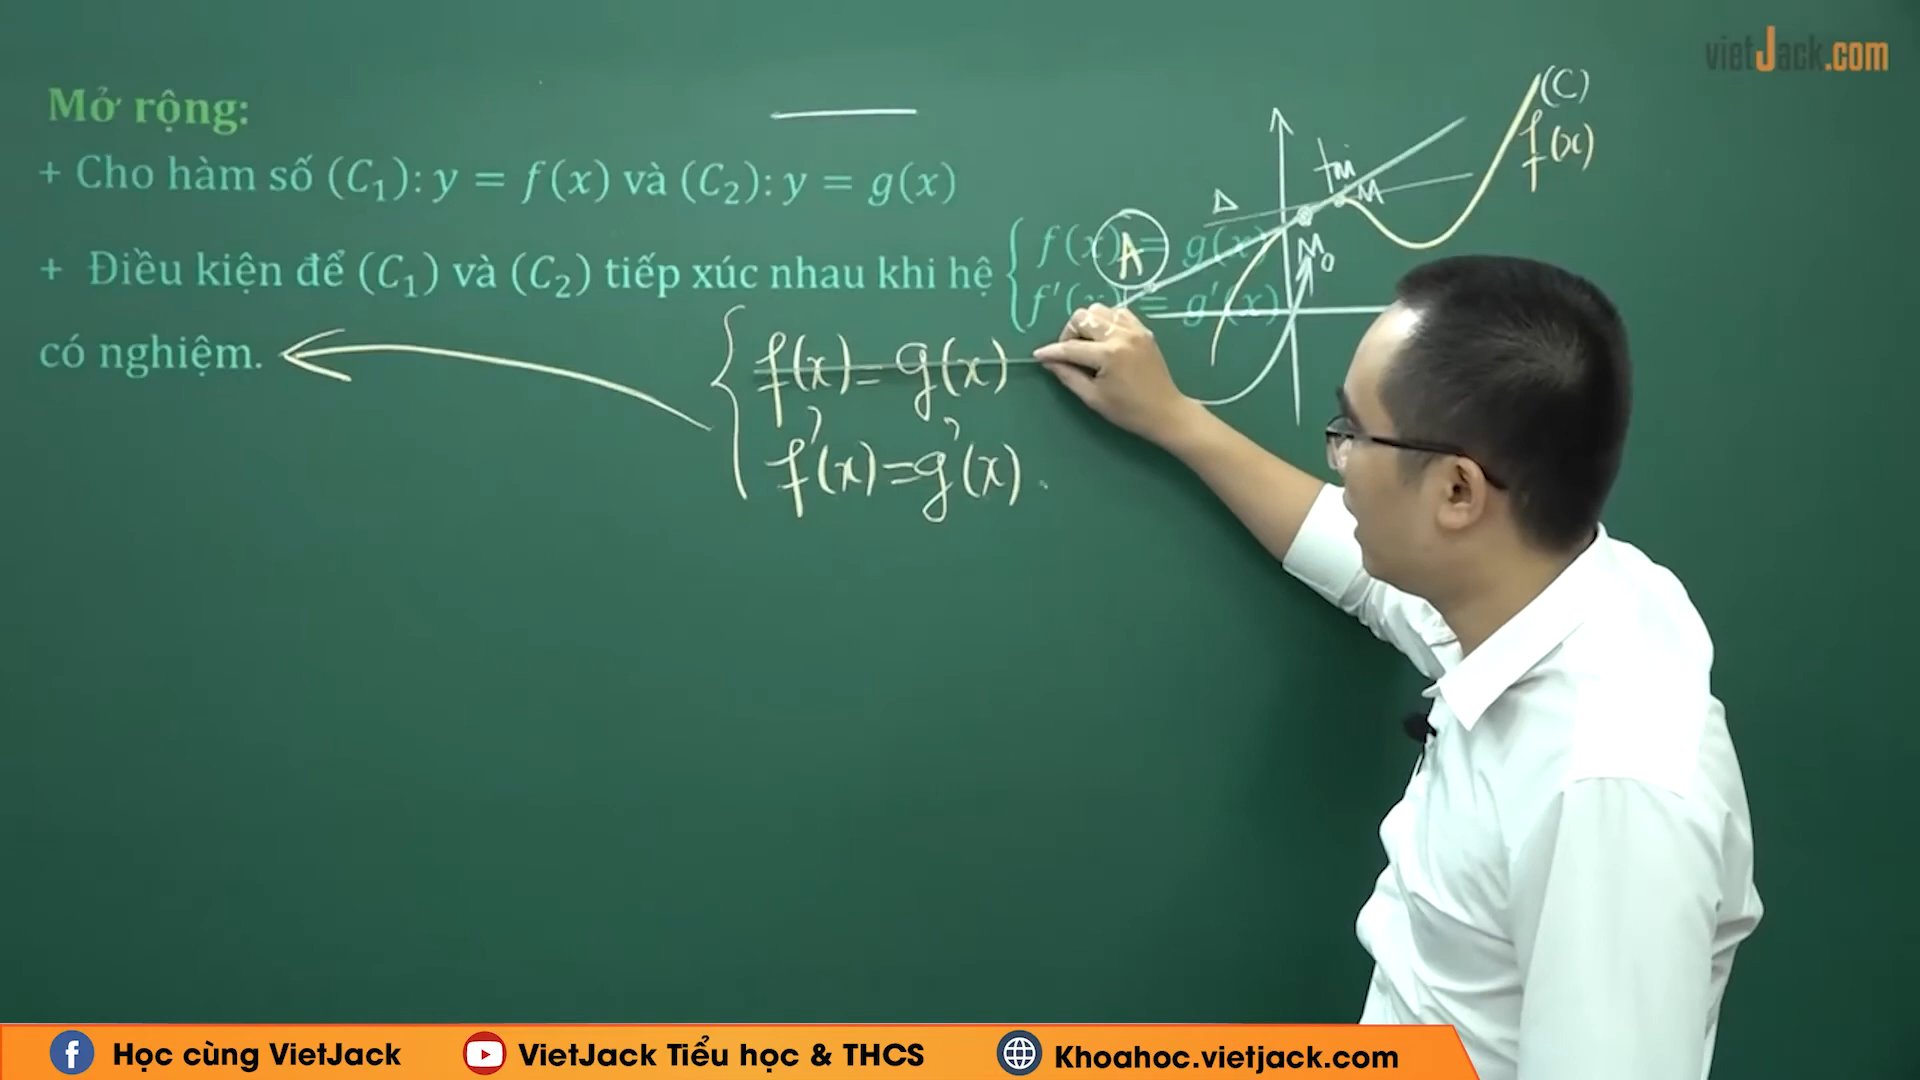 vietJack.com
Mở rộng:
+ Cho hàm số (C₁): y = f(x) và (C₂): y = g(x)
+ Điều kiện để (C₁) và (C₂) tiếp xúc nhau khi hệ { f(x) = g(x)
f'(x) = g'(x)
có nghiệm.
{ f(x) = g(x)
f'(x) = g'(x).
(C)
f(x)
M
Δ
A
M₀
Học cùng VietJack
VietJack Tiểu học & THCS
Khoahoc.vietjack.com